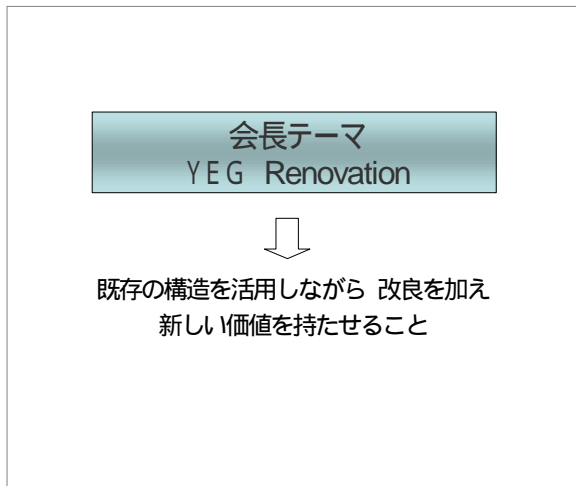 会長テーマ
ＹＥＧ Renovation
既存の構造を活用しながら 改良を加え
新しい価値を持たせること